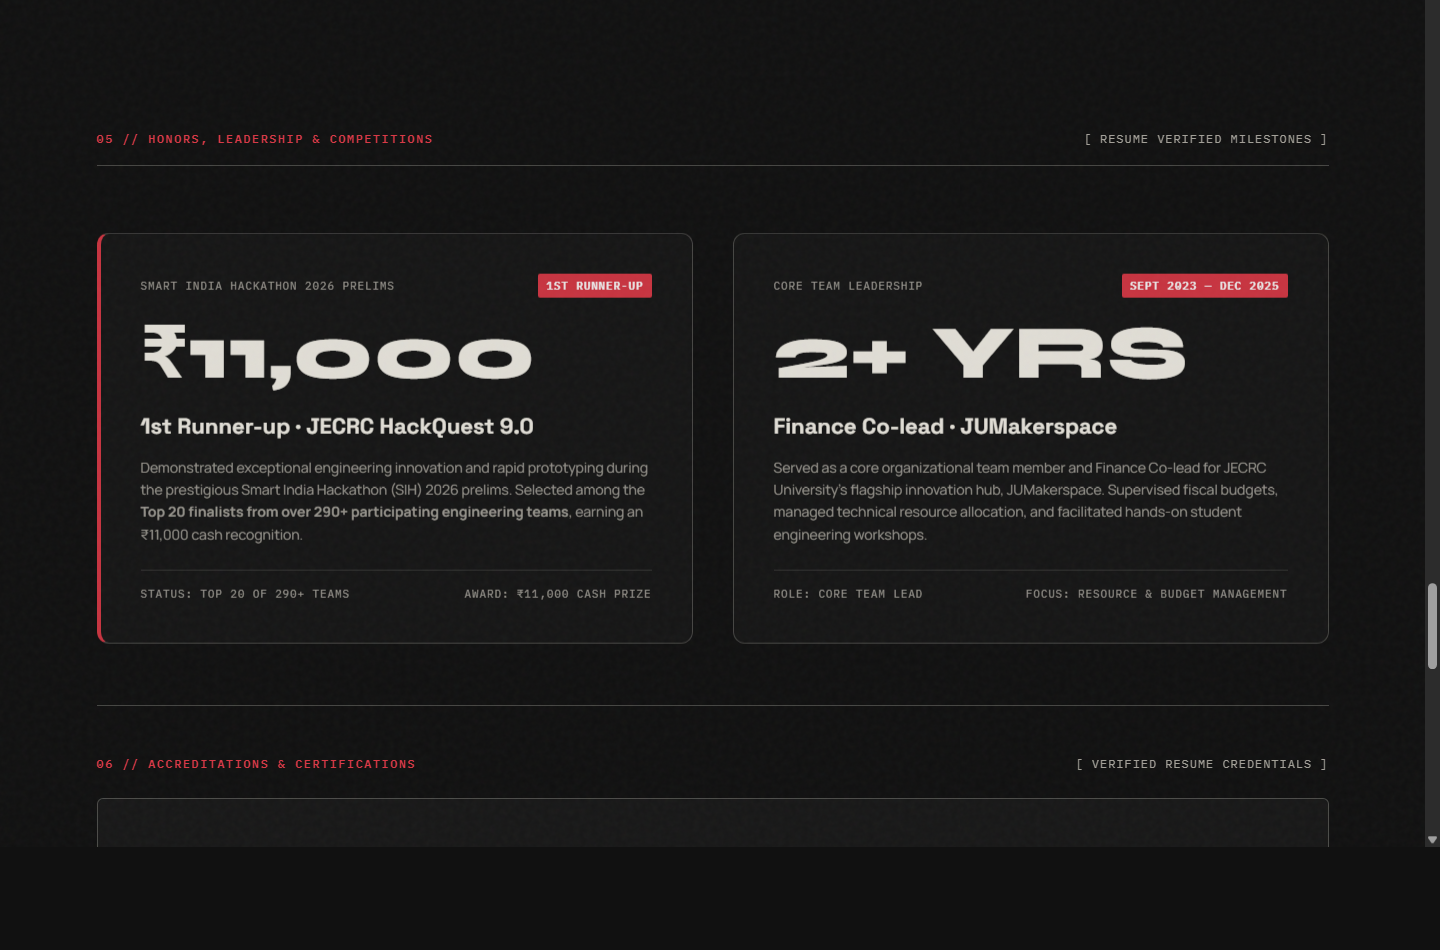 05 // HONORS, LEADERSHIP & COMPETITIONS
[ RESUME VERIFIED MILESTONES ]
SMART INDIA HACKATHON 2026 PRELIMS
1ST RUNNER-UP
₹11,000
1st Runner-up · JECRC HackQuest 9.0
Demonstrated exceptional engineering innovation and rapid prototyping during
the prestigious Smart India Hackathon (SIH) 2026 prelims. Selected among the
Top 20 finalists from over 290+ participating engineering teams, earning an
₹11,000 cash recognition.
STATUS: TOP 20 OF 290+ TEAMS
AWARD: ₹11,000 CASH PRIZE
CORE TEAM LEADERSHIP
SEPT 2023 – DEC 2025
2+ YRS
Finance Co-lead · JUMakerspace
Served as a core organizational team member and Finance Co-lead for JECRC
University's flagship innovation hub, JUMakerspace. Supervised fiscal budgets,
managed technical resource allocation, and facilitated hands-on student
engineering workshops.
ROLE: CORE TEAM LEAD
FOCUS: RESOURCE & BUDGET MANAGEMENT
06 // ACCREDITATIONS & CERTIFICATIONS
[ VERIFIED RESUME CREDENTIALS ]